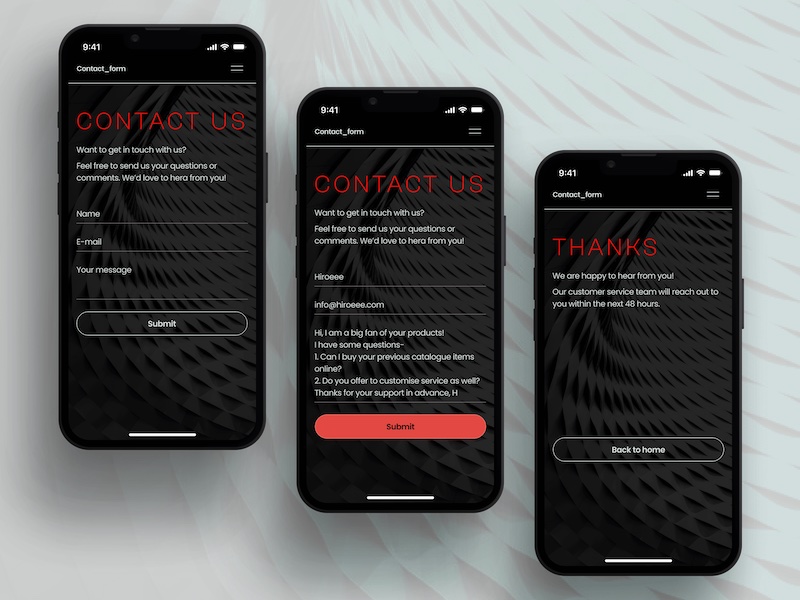 9:41
Contact_form
CONTACT US
Want to get in touch with us?
Feel free to send us your questions or
comments. We'd love to hera from you!
Name
E-mail
Your message
Submit
9:41
Contact_form
CONTACT US
Want to get in touch with us?
Feel free to send us your questions or
comments. We'd love to hera from you!
Hiroeee
info@hiroeee.com
Hi, I am a big fan of your products!
I have some questions-
1. Can I buy your previous catalogue items
online?
2. Do you offer to customise service as well?
Thanks for your support in advance, H
Submit
9:41
Contact_form
THANKS
We are happy to hear from you!
Our customer service team will reach out to
you within the next 48 hours.
Back to home